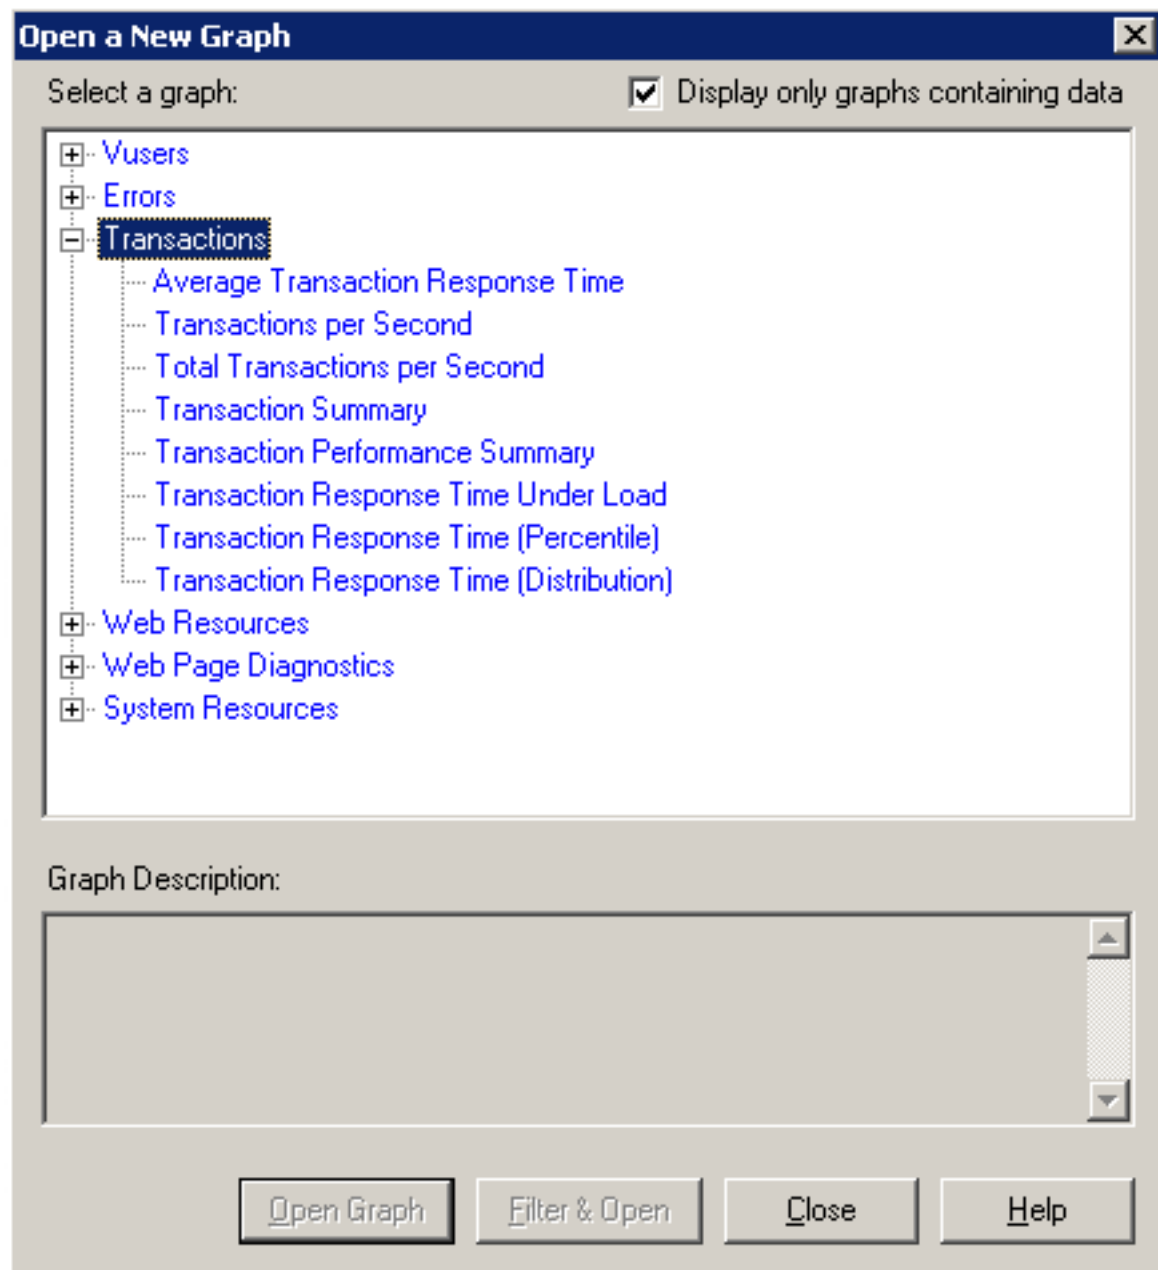 Open a New Graph
Select a graph: Display only graphs containing data
Vusers
Errors
Transactions
Average Transaction Response Time
Transactions per Second
Total Transactions per Second
Transaction Summary
Transaction Performance Summary
Transaction Response Time Under Load
Transaction Response Time (Percentile)
Transaction Response Time (Distribution)
Web Resources
Web Page Diagnostics
System Resources
Graph Description:
Open Graph Filter & Open Close Help